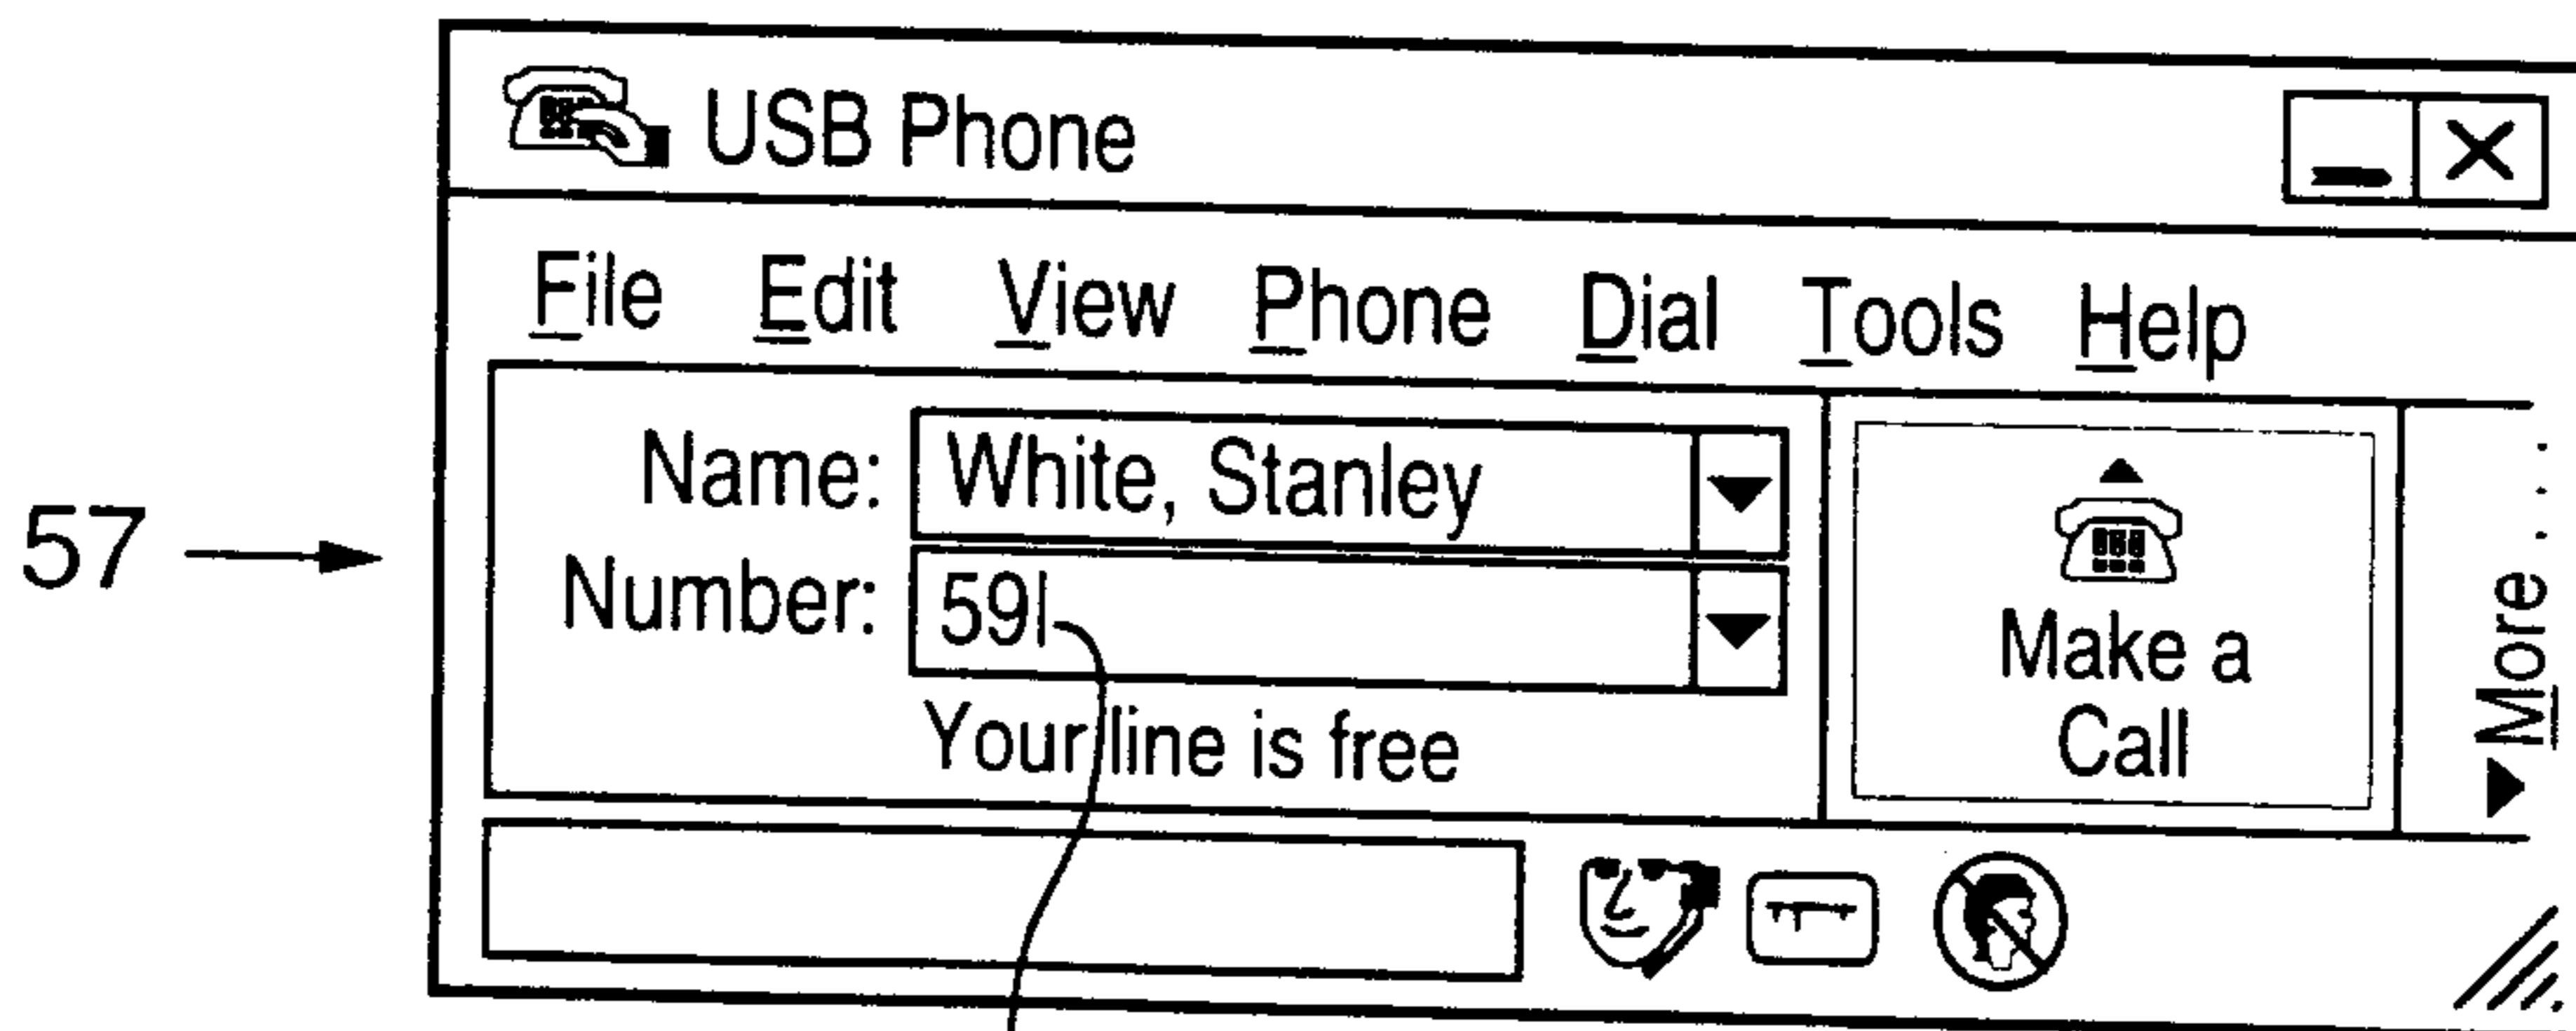 USB Phone
File Edit View Phone Dial Tools Help
Name: White, Stanley
57
Number: 59
Your line is free
Make a
Call
More ...